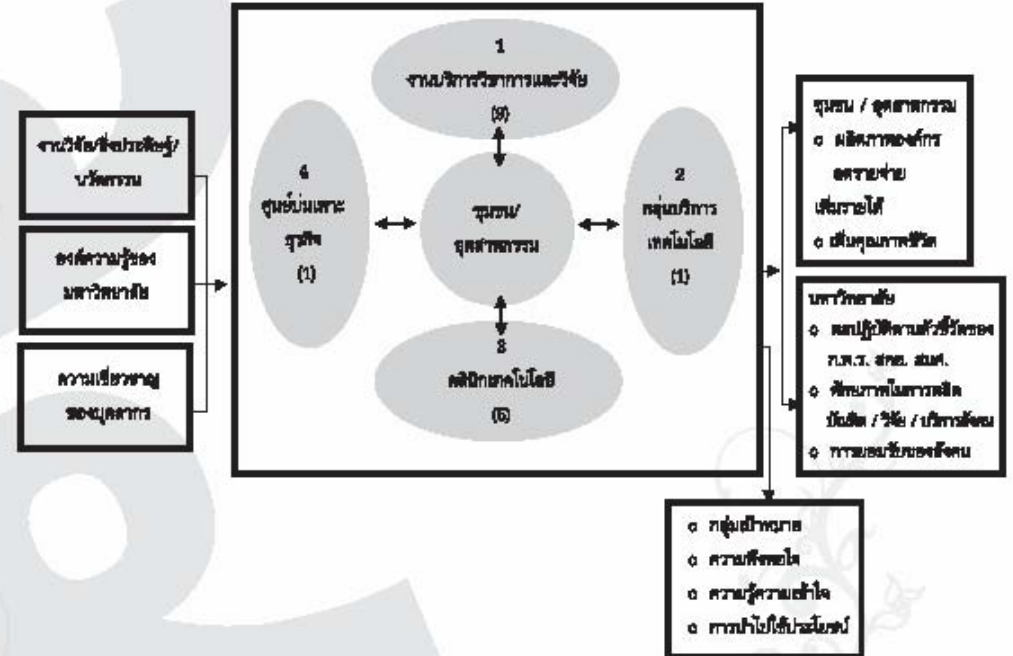 งานวิจัย/สิ่งประดิษฐ์/
นวัตกรรม
องค์ความรู้ของ
มหาวิทยาลัย
ความเชี่ยวชาญ
ของบุคลากร
1
งานบริการวิชาการและวิจัย
(9)
4
ศูนย์บ่มเพาะ
ธุรกิจ
(1)
ชุมชน/
อุตสาหกรรม
2
กลุ่มบริการ
เทคโนโลยี
(1)
3
คลินิกเทคโนโลยี
(5)
ชุมชน / อุตสาหกรรม
o ผลิตภาพองค์กร
ลดรายจ่าย
เพิ่มรายได้
o เพิ่มคุณภาพชีวิต
มหาวิทยาลัย
o ผลปฏิบัติตามตัวชี้วัดของ
ก.พ.ร. สกอ. สมศ.
o ศักยภาพในการผลิต
บัณฑิต / วิจัย / บริการสังคม
o การยอมรับของสังคม
o กลุ่มเป้าหมาย
o ความพึงพอใจ
o ความรู้ความเข้าใจ
o การนำไปใช้ประโยชน์